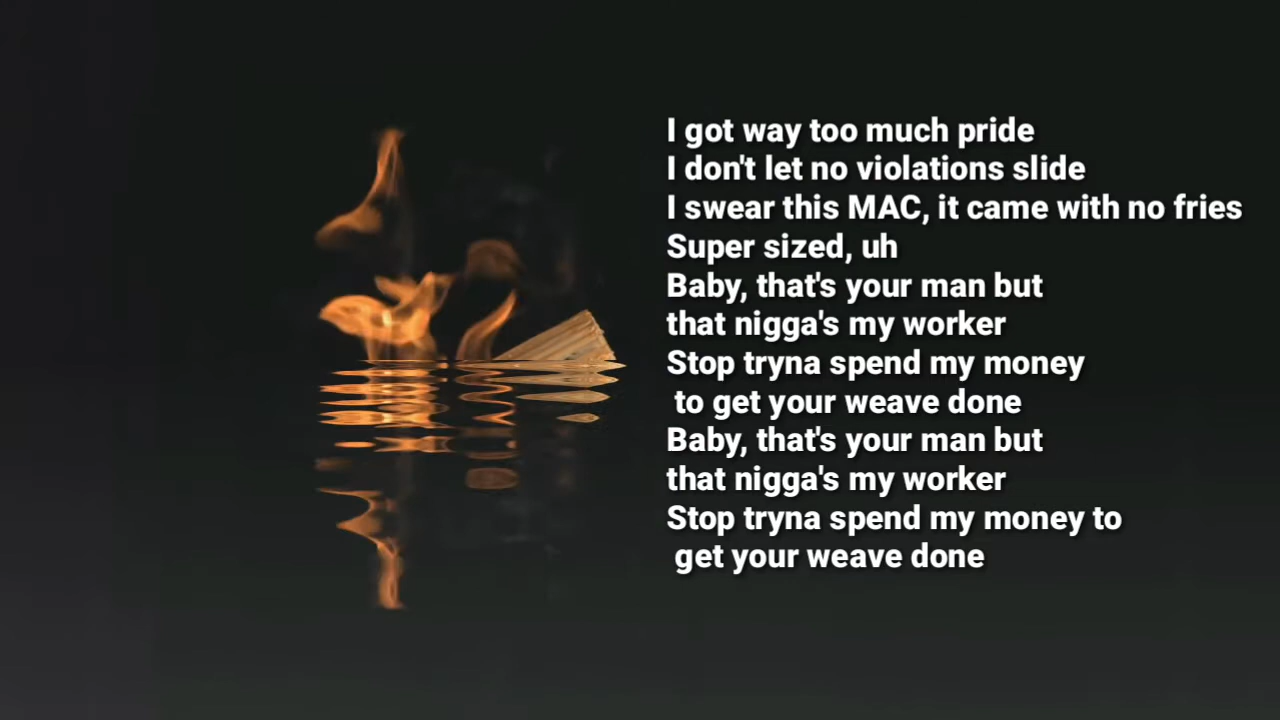 I got way too much pride
I don't let no violations slide
I swear this MAC, it came with no fries
Super sized, uh
Baby, that's your man but
that nigga's my worker
Stop tryna spend my money
to get your weave done
Baby, that's your man but
that nigga's my worker
Stop tryna spend my money to
get your weave done